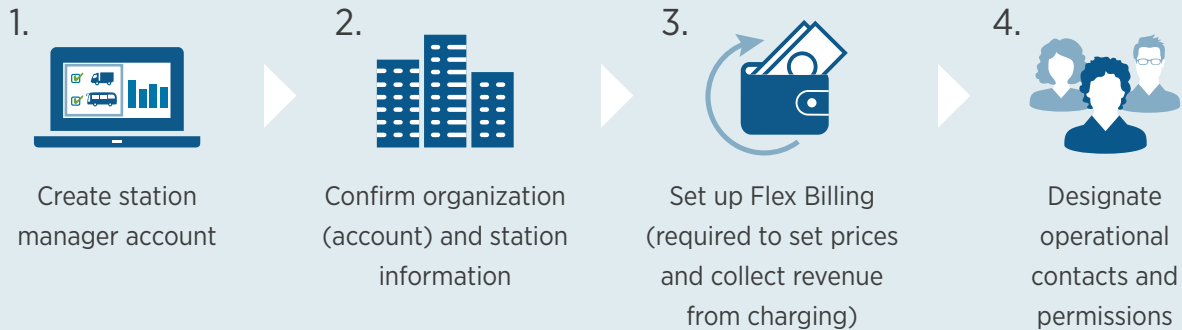 1.
Create station
manager account
2.
Confirm organization
(account) and station
information
3.
Set up Flex Billing
(required to set prices
and collect revenue
from charging)
4.
Designate
operational
contacts and
permissions